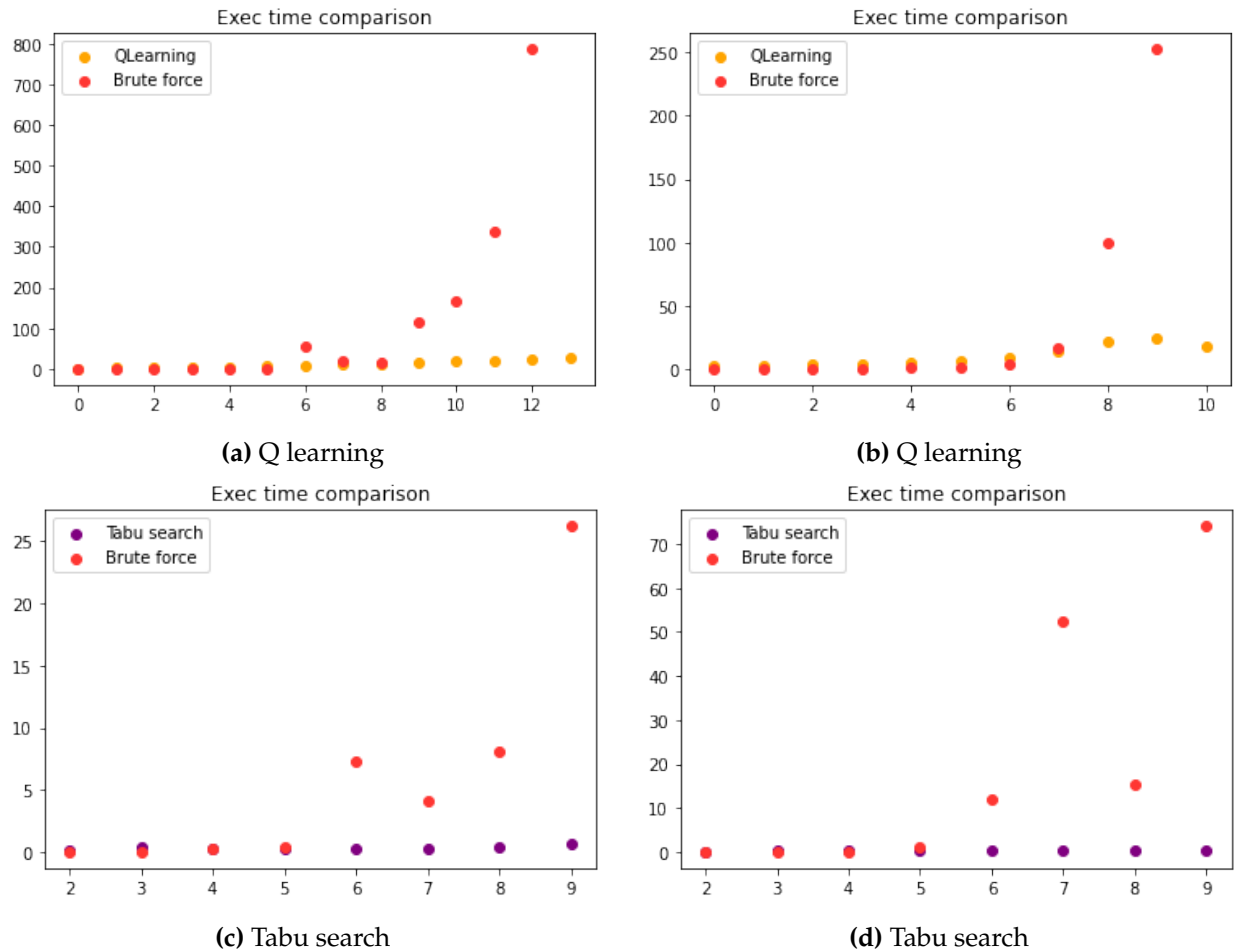 Exec time comparison
QLearning
Brute force
800
700
600
500
400
300
200
100
0
0 2 4 6 8 10 12
(a) Q learning
Exec time comparison
QLearning
Brute force
250
200
150
100
50
0
0 2 4 6 8 10
(b) Q learning
Exec time comparison
Tabu search
Brute force
25
20
15
10
5
0
2 3 4 5 6 7 8 9
(c) Tabu search
Exec time comparison
Tabu search
Brute force
70
60
50
40
30
20
10
0
2 3 4 5 6 7 8 9
(d) Tabu search